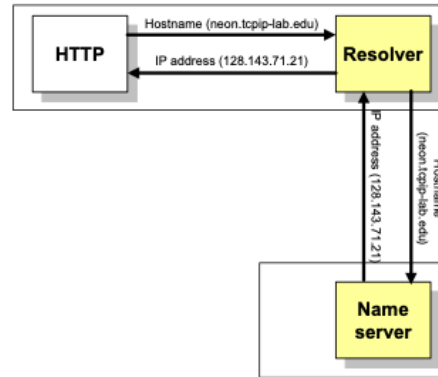 Hostname (neon.tcpip-lab.edu)
HTTP
Resolver
IP address (128.143.71.21)
IP address (128.143.71.21)
Hostname
(neon.tcpip-lab.edu)
Name
server